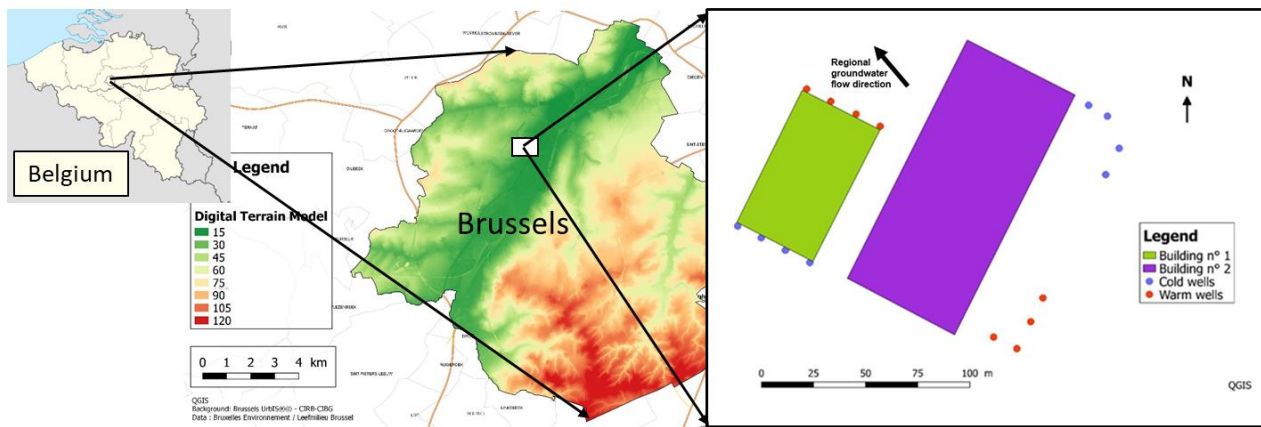 Belgium
Legend
Digital Terrain Model
15
30
45
60
75
90
105
120
0 1 2 3 4 km
QGIS
Background: Brussels UrbIS®© - CIRB-CIBG
Data : Bruxelles Environnement / Leefmilieu Brussel
Brussels
DILBEEK
Regional
groundwater
flow direction
N
Legend
Building n° 1
Building n° 2
Cold wells
Warm wells
0 25 50 75 100 m
QGIS